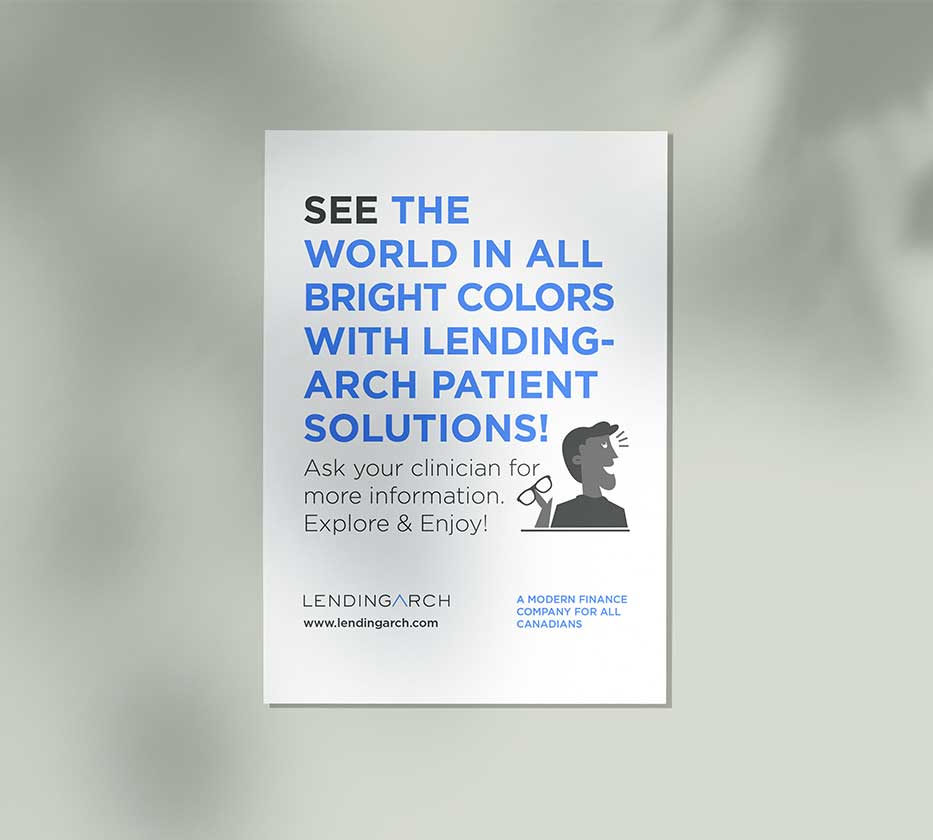 SEE THE
WORLD IN ALL
BRIGHT COLORS
WITH LENDING-
ARCH PATIENT
SOLUTIONS!
Ask your clinician for
more information.
Explore & Enjoy!
LENDINGARCH
www.lendingarch.com
A MODERN FINANCE
COMPANY FOR ALL
CANADIANS